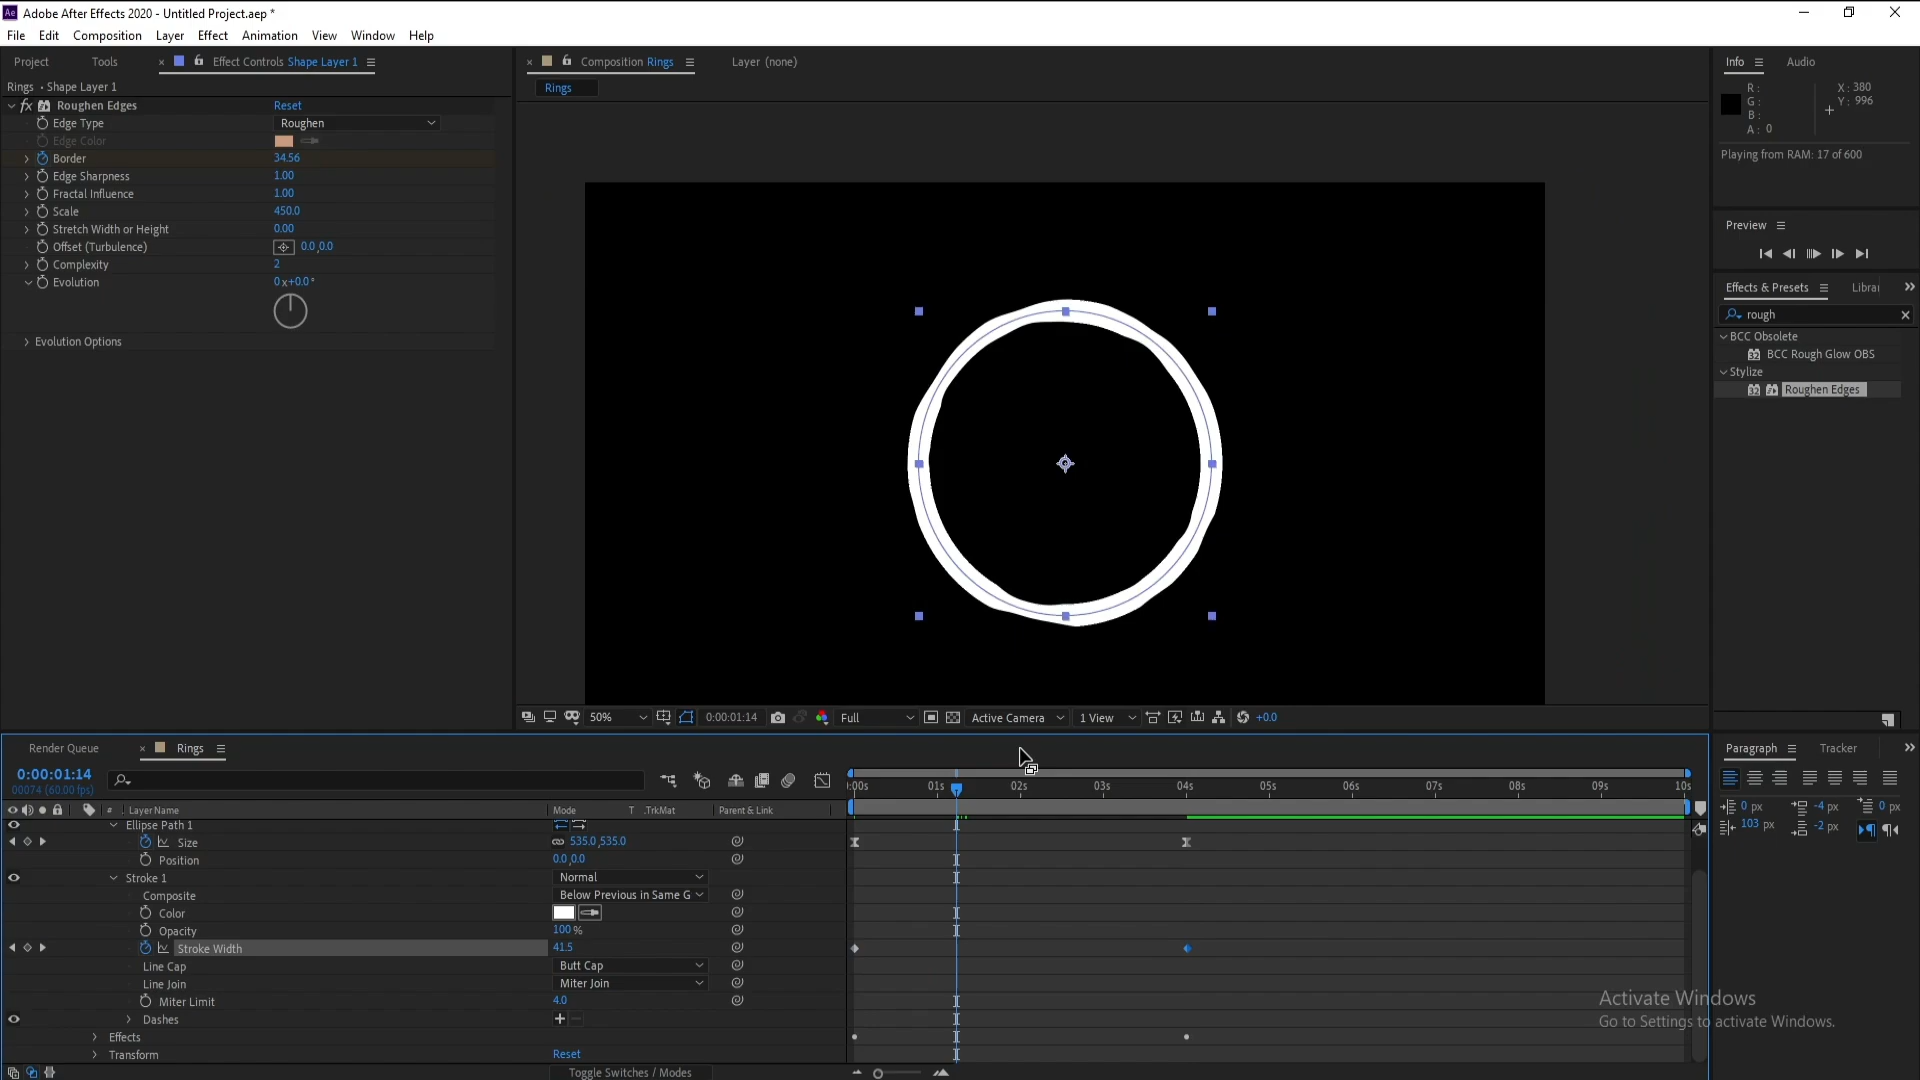 Adobe After Effects 2020 - Untitled Project.aep *
File Edit Composition Layer Effect Animation View Window Help
Project Tools × Effect Controls Shape Layer 1 × Composition Rings Layer (none) Info Audio
Rings • Shape Layer 1
Rings
fx Roughen Edges Reset
Edge Type Roughen
Edge Color
Border 34.56
Edge Sharpness 1.00
Fractal Influence 1.00
Scale 450.0
Stretch Width or Height 0.00
Offset (Turbulence) 0.0,0.0
Complexity 2
Evolution 0x+0.0°
Evolution Options
R:
G:
B:
A: 0
X: 380
Y: 996
Playing from RAM: 17 of 600
Preview
Effects & Presets Librar
rough
BCC Obsolete
BCC Rough Glow OBS
Stylize
Roughen Edges
50% 0:00:01:14 Full Active Camera 1 View +0.0
Render Queue × Rings
Paragraph Tracker
0:00:01:14
00074 (60.00 fps)
:00s 01s 02s 03s 04s 05s 06s 07s 08s 09s 10s
# Layer Name Mode T .TrkMat Parent & Link
0 px -4 px 0 px
103 px -2 px
Ellipse Path 1
Size 535.0,535.0
Position 0.0,0.0
Stroke 1 Normal
Composite Below Previous in Same G
Color
Opacity 100%
Stroke Width 41.5
Line Cap Butt Cap
Line Join Miter Join
Miter Limit 4.0
Dashes + −
Effects
Transform Reset
Toggle Switches / Modes
Activate Windows
Go to Settings to activate Windows.